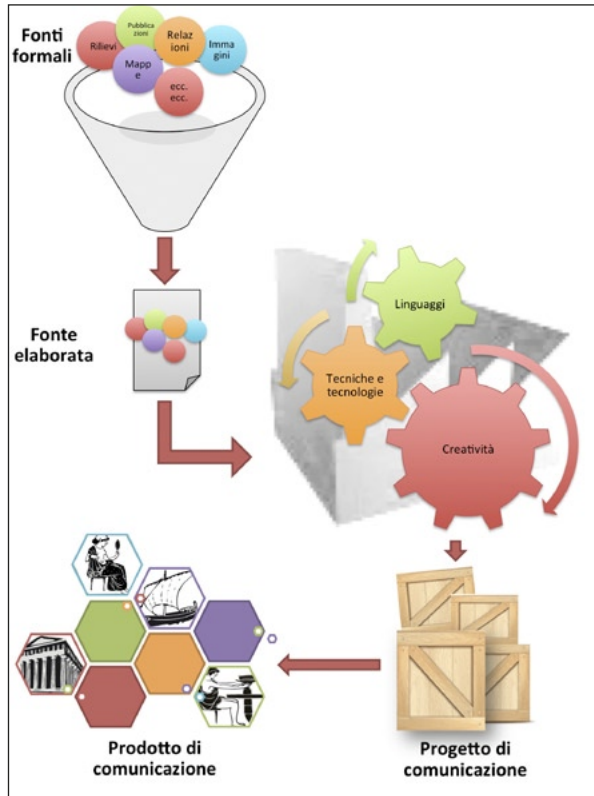 Fonti
formali
Rilievi
Pubblica
zioni
Relaz
ioni
Imma
gini
Mapp
e
ecc.
ecc.
Fonte
elaborata
Linguaggi
Tecniche e
tecnologie
Creatività
Prodotto di
comunicazione
Progetto di
comunicazione